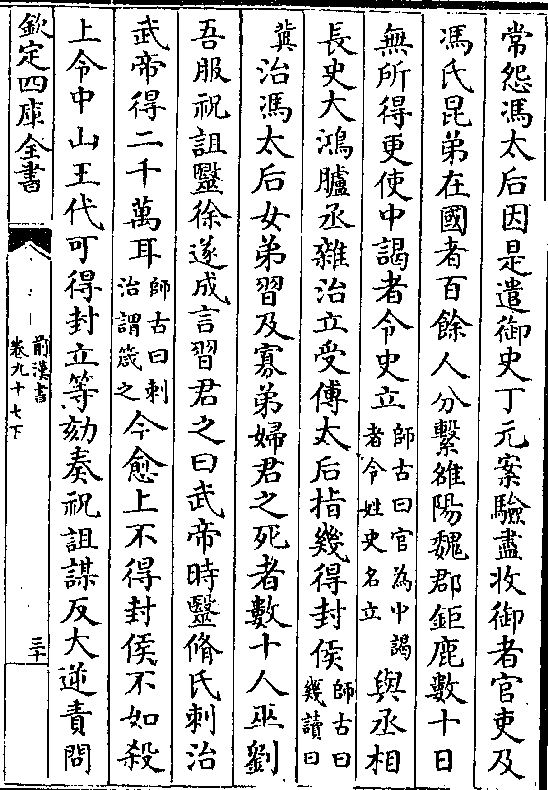 常怨馮太后因是遣御史丁元案驗盡收御者官吏及
馮氏昆弟在國者百餘人分繫雒陽魏郡鉅鹿數十日
無所得更使中謁者令史立師古曰官為中謁者令姓史名立與丞相
長史大鴻臚丞雜治立受傅太后指幾得封侯師古曰幾讀曰
冀治馮太后女弟習及寡弟婦君之死者數十人巫劉
吾服祝詛毉徐遂成言習君之曰武帝時毉脩氏刺治
武帝得二千萬耳師古曰刺治謂箴之今愈上不得封侯不如殺
上令中山王代可得封立等劾奏祝詛謀反大逆責問
欽定四庫全書
前漢書
卷九十七下
三十